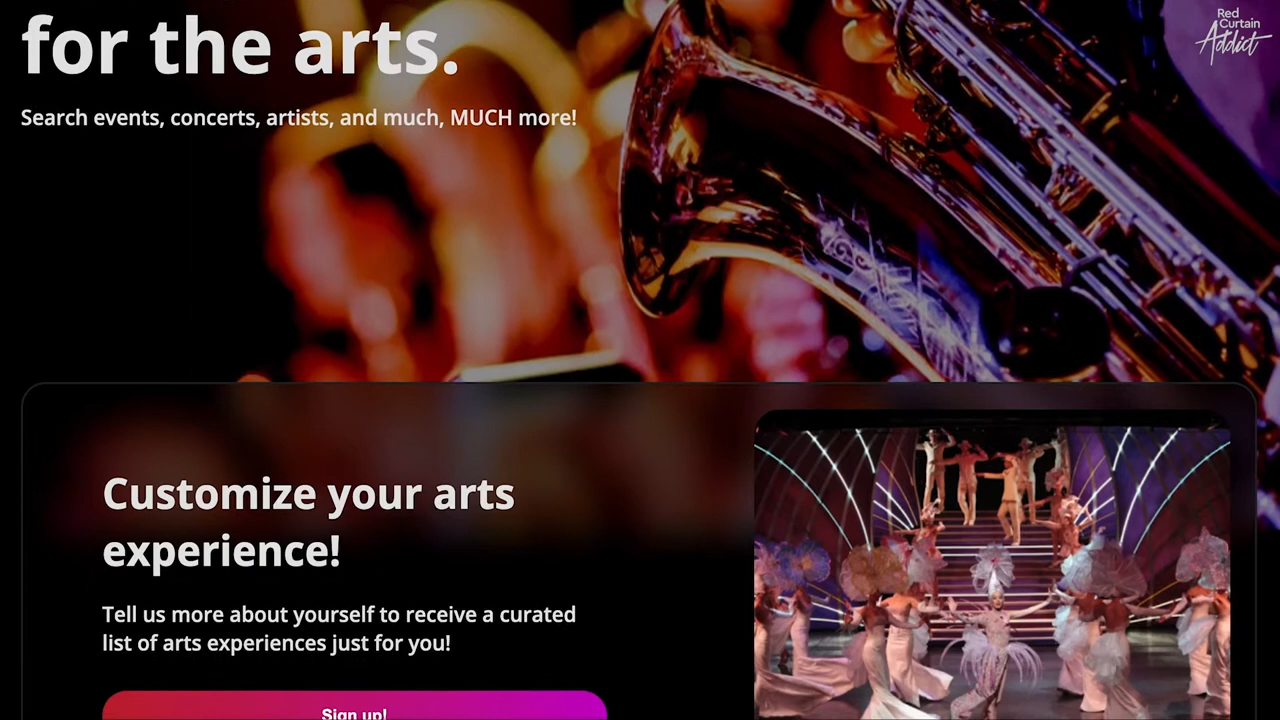 for the arts.
Search events, concerts, artists, and much, MUCH more!
Red
Curtain
Addict
Customize your arts
experience!
Tell us more about yourself to receive a curated
list of arts experiences just for you!
Sign up!